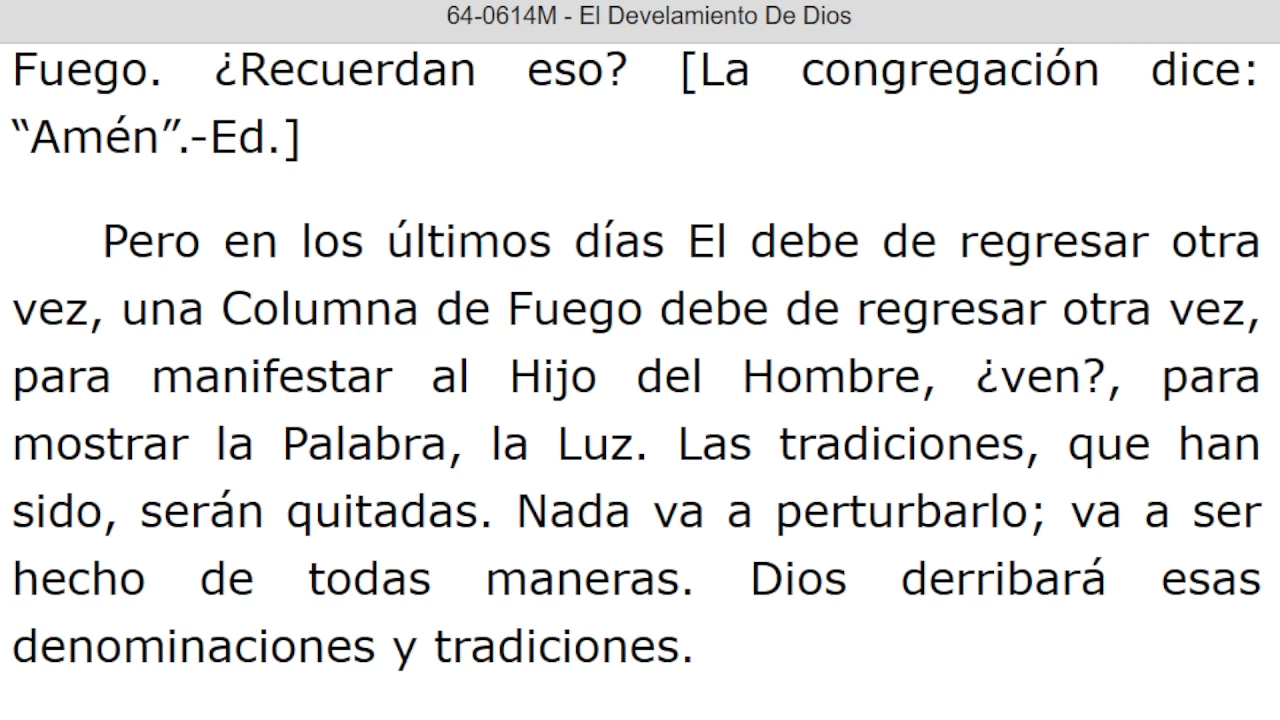 64-0614M - El Develamiento De Dios
Fuego. ¿Recuerdan eso? [La congregación dice:
“Amén”.-Ed.]
Pero en los últimos días El debe de regresar otra
vez, una Columna de Fuego debe de regresar otra vez,
para manifestar al Hijo del Hombre, ¿ven?, para
mostrar la Palabra, la Luz. Las tradiciones, que han
sido, serán quitadas. Nada va a perturbarlo; va a ser
hecho de todas maneras. Dios derribará esas
denominaciones y tradiciones.